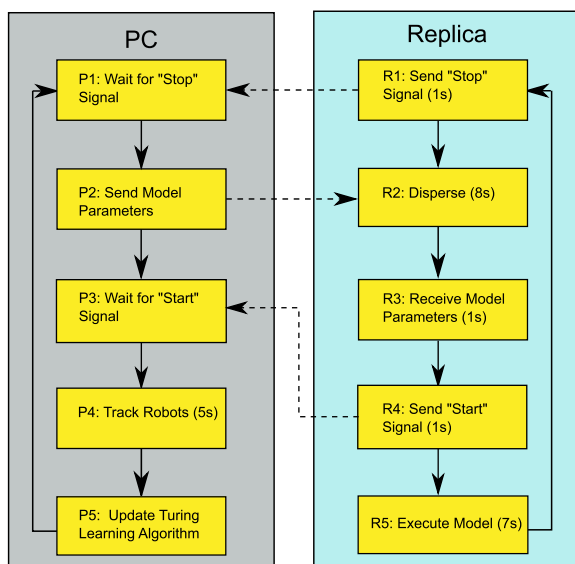 PC
P1: Wait for "Stop"
Signal
P2: Send Model
Parameters
P3: Wait for "Start"
Signal
P4: Track Robots (5s)
P5:  Update Turing
Learning Algorithm
Replica
R1: Send "Stop"
Signal (1s)
R2: Disperse (8s)
R3: Receive Model
Parameters (1s)
R4: Send "Start"
Signal (1s)
R5: Execute Model (7s)